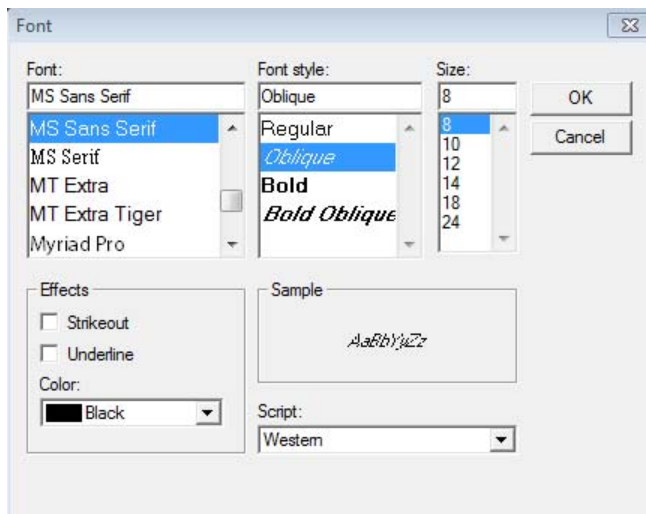 Font
Font:
MS Sans Serif
MS Sans Serif
MS Serif
MT Extra
MT Extra Tiger
Myriad Pro
Font style:
Oblique
Regular
Oblique
Bold
Bold Oblique
Size:
8
8
10
12
14
18
24
OK
Cancel
Effects
Strikeout
Underline
Color:
Black
Sample
AaBbYyZz
Script:
Western